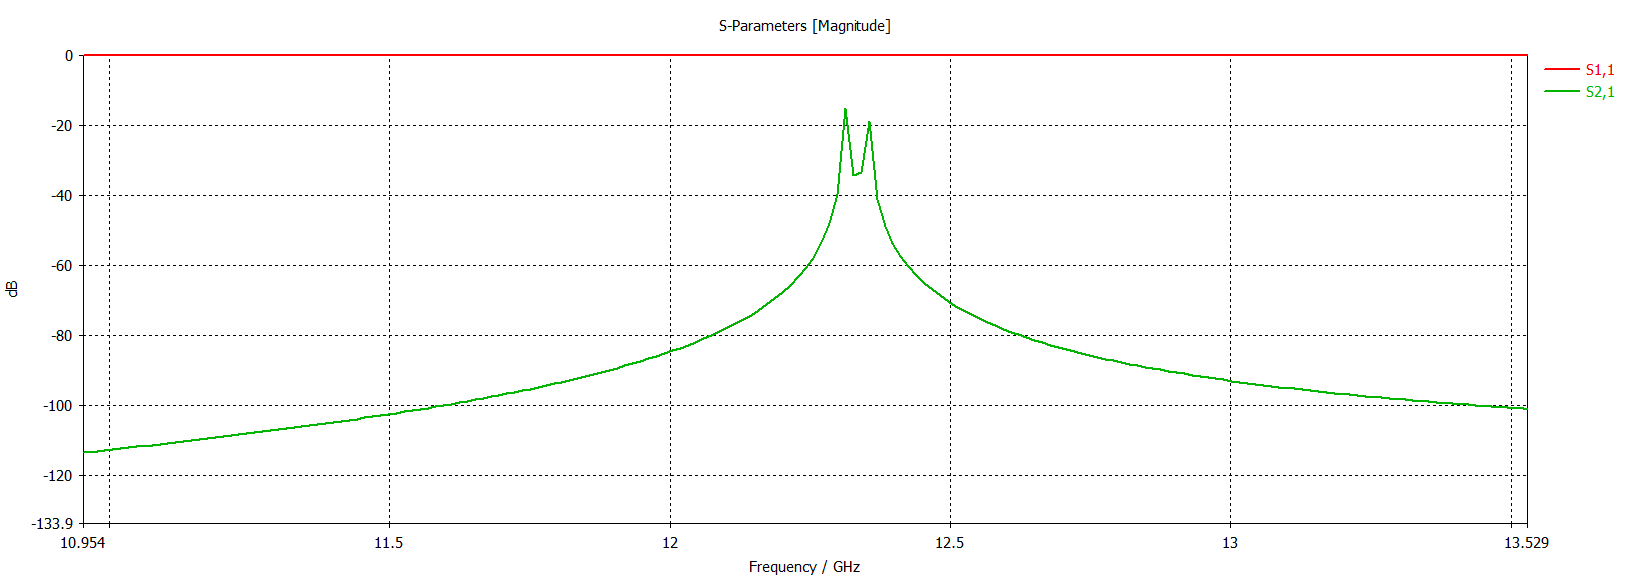 S-Parameters [Magnitude]
0
-20
-40
-60
-80
-100
-120
-133.9
dB
10.954
11.5
12
12.5
13
13.529
Frequency / GHz
S1,1
S2,1